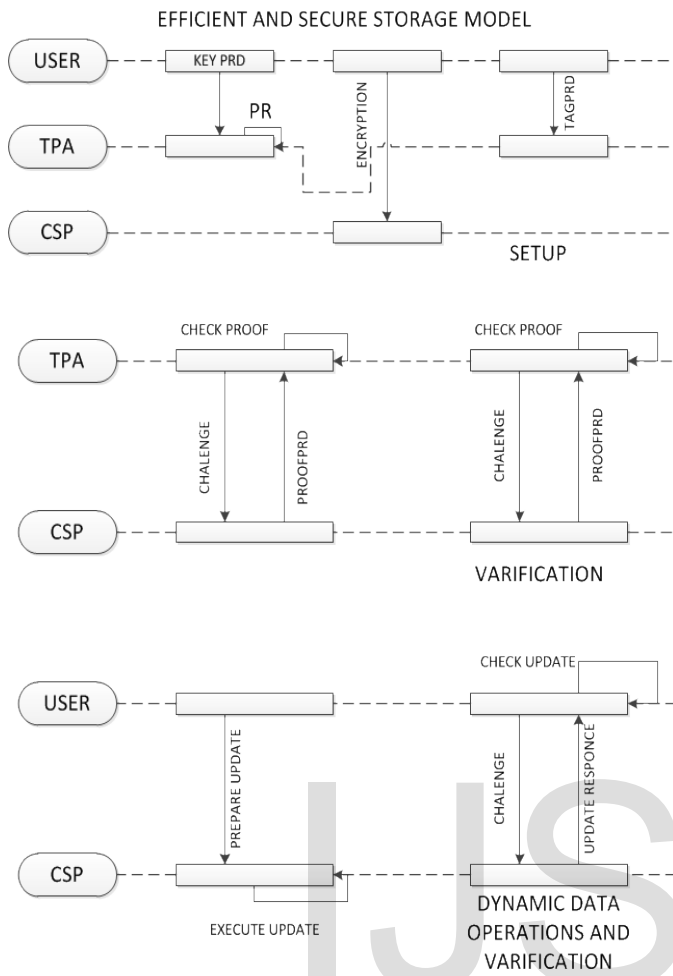 EFFICIENT AND SECURE STORAGE MODEL
USER
KEY PRD
PR
ENCRYPTION
TAGPRD
TPA
CSP
SETUP
CHECK PROOF
CHECK PROOF
TPA
CHALENGE
PROOFPRD
CHALENGE
PROOFPRD
CSP
VARIFICATION
CHECK UPDATE
USER
PREPARE UPDATE
CHALENGE
UPDATE RESPONCE
CSP
EXECUTE UPDATE
DYNAMIC DATA
OPERATIONS AND
VARIFICATION
IJS